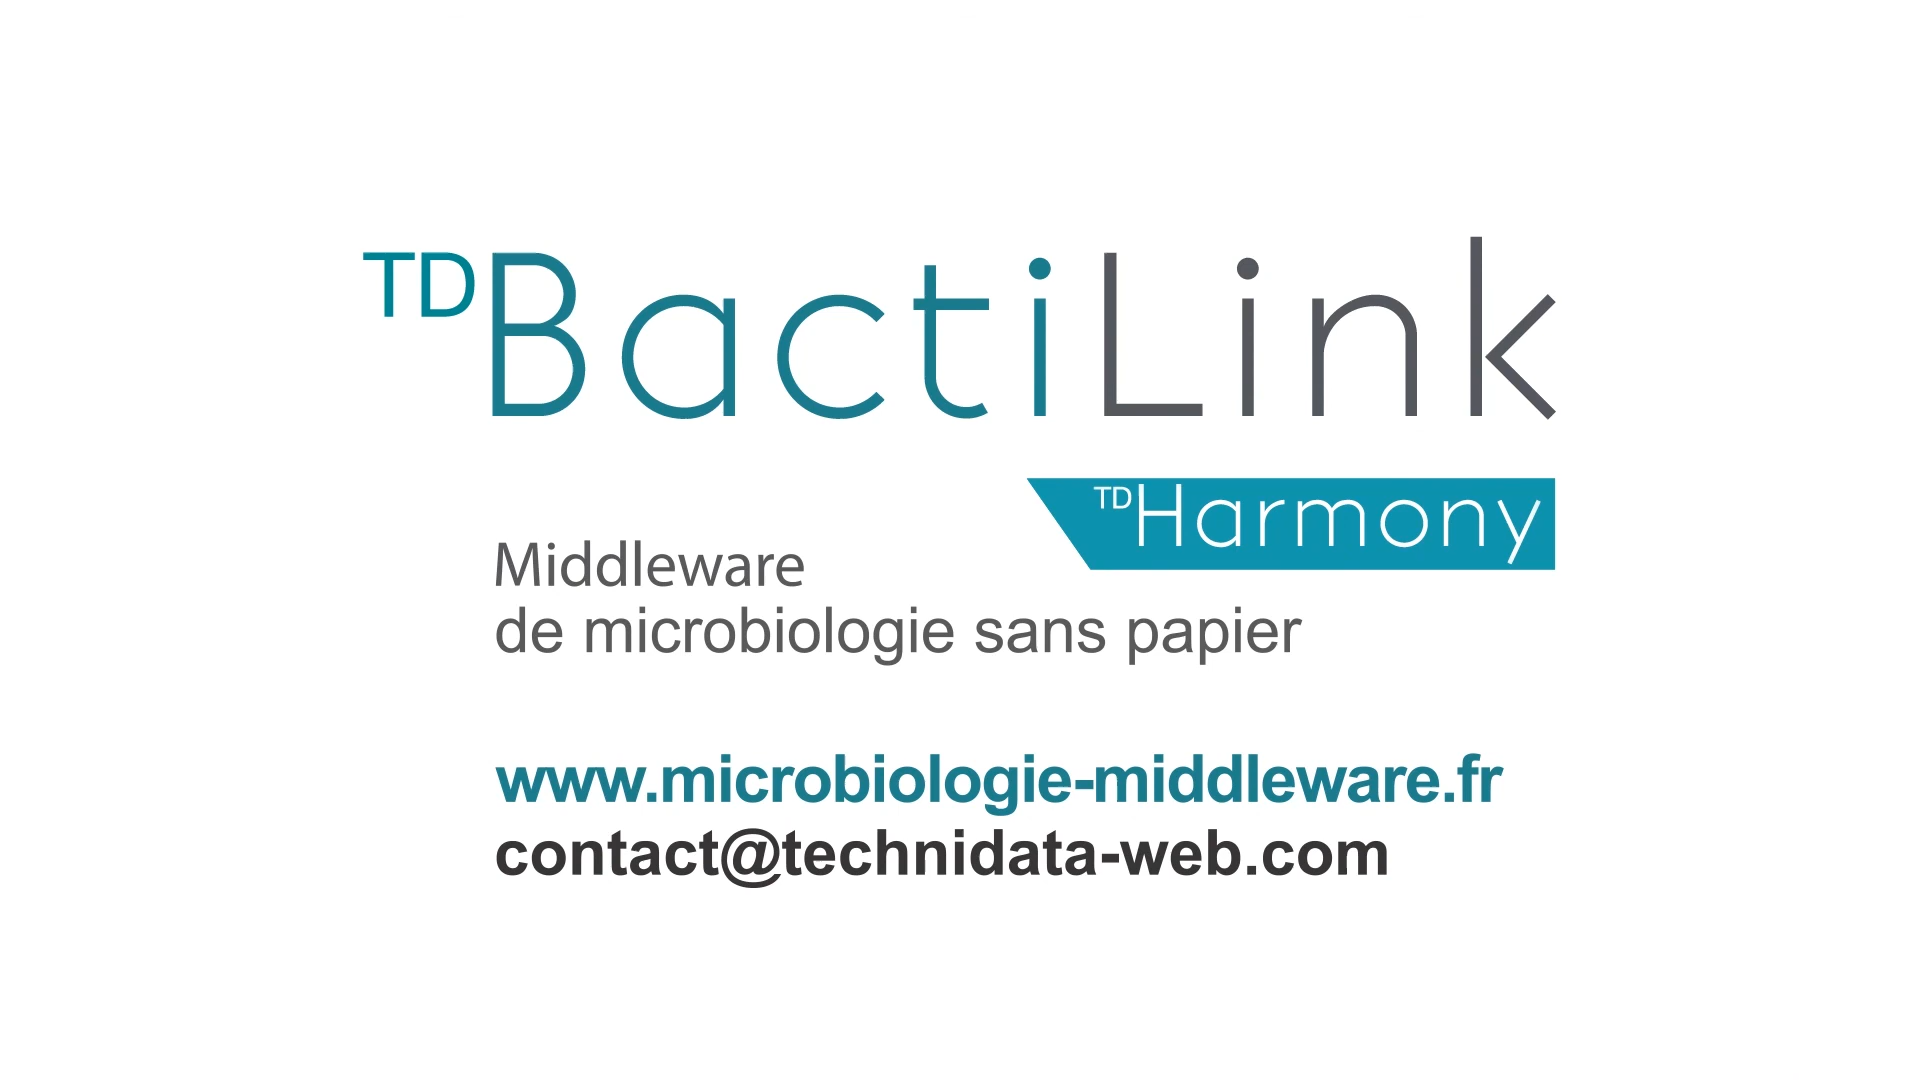 TDBactiLink
TDHarmony
Middleware
de microbiologie sans papier
www.microbiologie-middleware.fr
contact@technidata-web.com